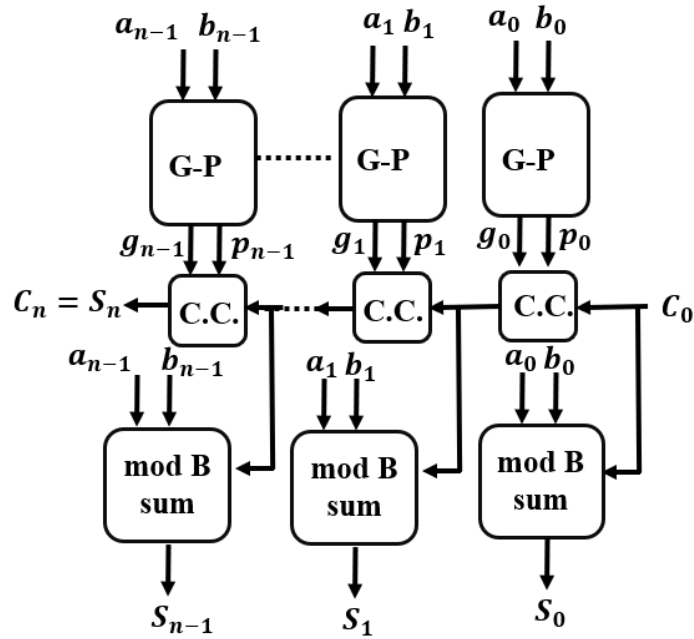 a_{n-1} b_{n-1} a_1 b_1 a_0 b_0
G-P G-P G-P
g_{n-1} p_{n-1} g_1 p_1 g_0 p_0
C_n = S_n C.C. C.C. C.C. C_0
a_{n-1} b_{n-1} a_1 b_1 a_0 b_0
mod B mod B mod B
sum sum sum
S_{n-1} S_1 S_0